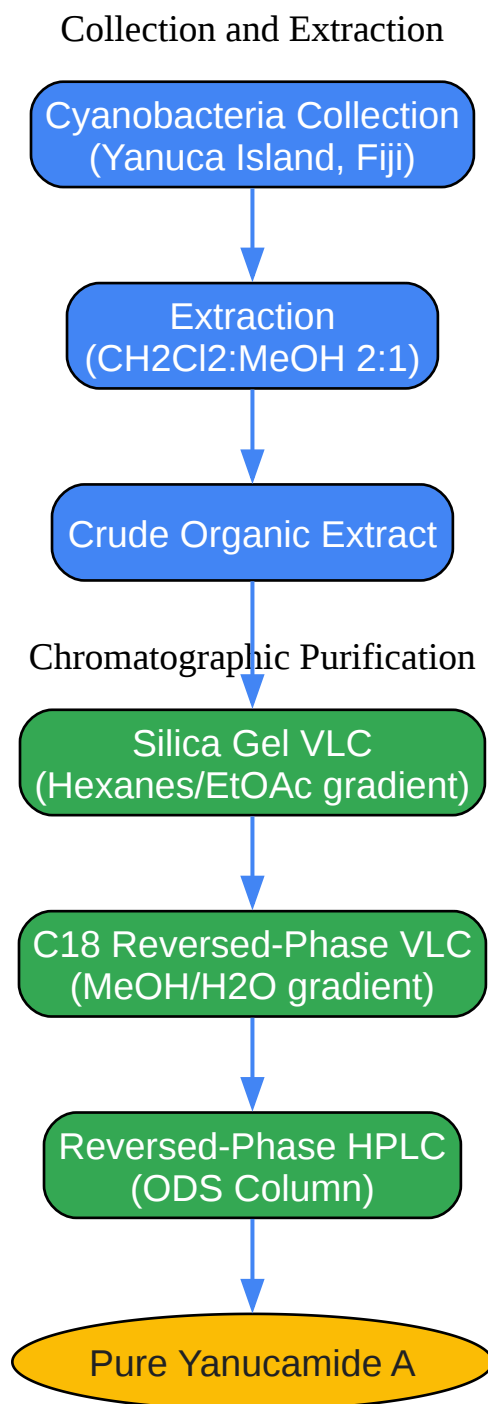 Collection and Extraction
Cyanobacteria Collection
(Yanuca Island, Fiji)
Extraction
(CH2Cl2:MeOH 2:1)
Crude Organic Extract
Chromatographic Purification
Silica Gel VLC
(Hexanes/EtOAc gradient)
C18 Reversed-Phase VLC
(MeOH/H2O gradient)
Reversed-Phase HPLC
(ODS Column)
Pure Yanucamide A